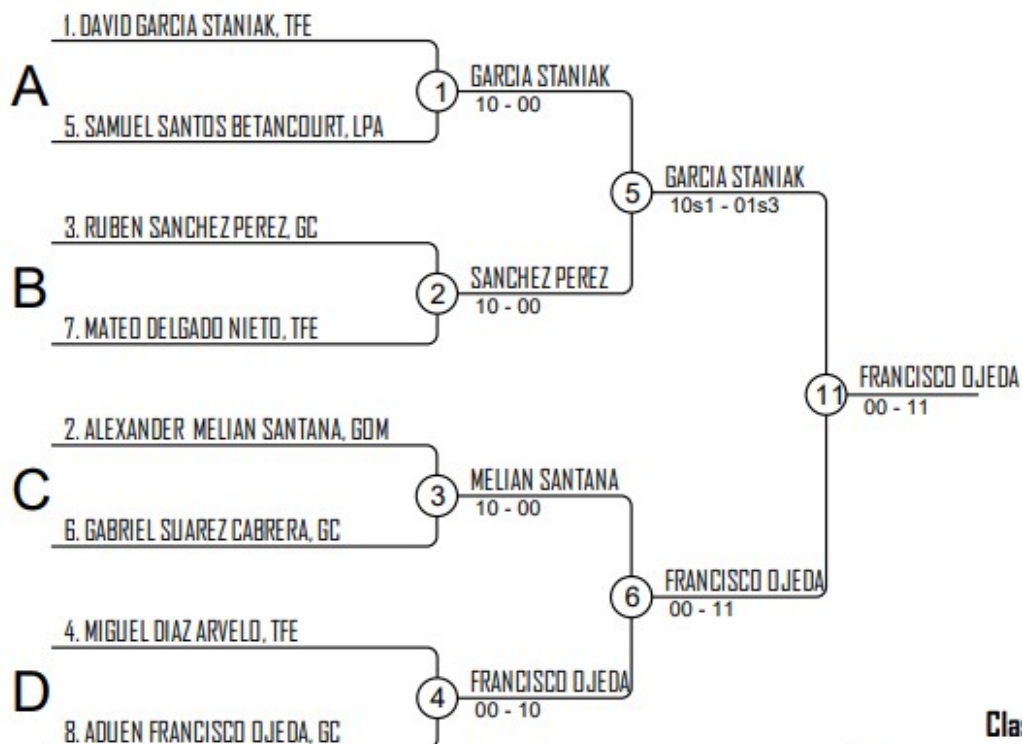 1. DAVID GARCIA STANIAK, TFE
A
1
GARCIA STANIAK
10 - 00
5. SAMUEL SANTOS BETANCOURT, LPA
5
GARCIA STANIAK
10s1 - 01s3
3. RUBEN SANCHEZ PEREZ, GC
B
2
SANCHEZ PEREZ
10 - 00
7. MATEO DELGADO NIETO, TFE
11
FRANCISCO OJEDA
00 - 11
2. ALEXANDER MELIAN SANTANA, GOM
C
3
MELIAN SANTANA
10 - 00
6. GABRIEL SUAREZ CABRERA, GC
6
FRANCISCO OJEDA
00 - 11
4. MIGUEL DIAZ ARVELO, TFE
D
4
FRANCISCO OJEDA
00 - 10
8. ADUEN FRANCISCO OJEDA, GC
Clas